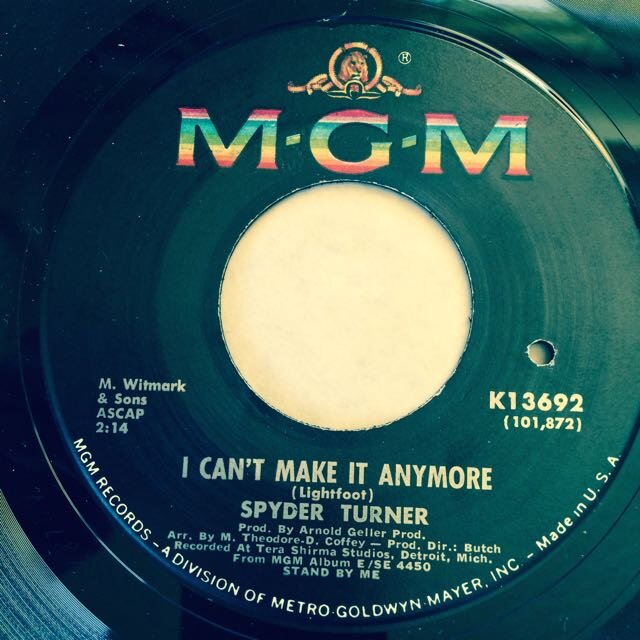 ®
M·G·M
M. Witmark
& Sons
ASCAP
2:14
K13692
(101,872)
I CAN'T MAKE IT ANYMORE
(Lightfoot)
SPYDER TURNER
Prod. By Arnold Geller Prod.
Arr. By M. Theodore-D. Coffey — Prod. Dir.: Butch
Recorded At Tera Shirma Studios, Detroit, Mich.
From MGM Album E/SE 4450
STAND BY ME
MGM RECORDS – A DIVISION OF METRO-GOLDWYN-MAYER, INC. – Made in U.S.A.